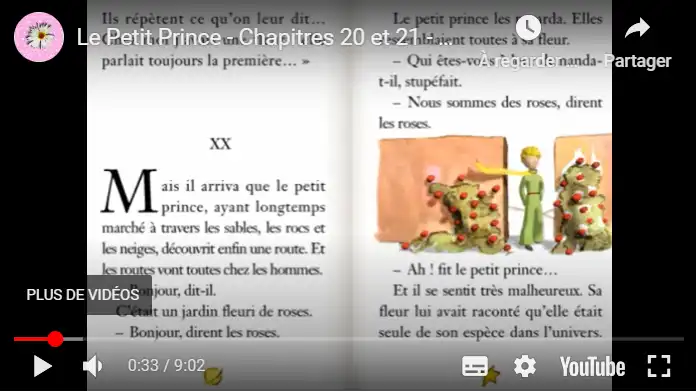 Le Petit Prince - Chapitres 20 et 21 - ...
À regarder ...
Partager
Ils répètent ce qu'on leur dit...
parlait toujours la première... »
XX
Mais il arriva que le petit
prince, ayant longtemps
marché à travers les sables, les rocs et
les neiges, découvrit enfin une route. Et
les routes vont toutes chez les hommes.
Bonjour, dit-il.
C'était un jardin fleuri de roses.
– Bonjour, dirent les roses.
Le petit prince les regarda. Elles
toutes à sa fleur.
– Qui êtes-vous
t-il, stupéfait.
– Nous sommes des roses, dirent
les roses.
– Ah ! fit le petit prince...
Et il se sentit très malheureux. Sa
fleur lui avait raconté qu'elle était
seule de son espèce dans l'univers.
PLUS DE VIDÉOS
0:33 / 9:02
YouTube